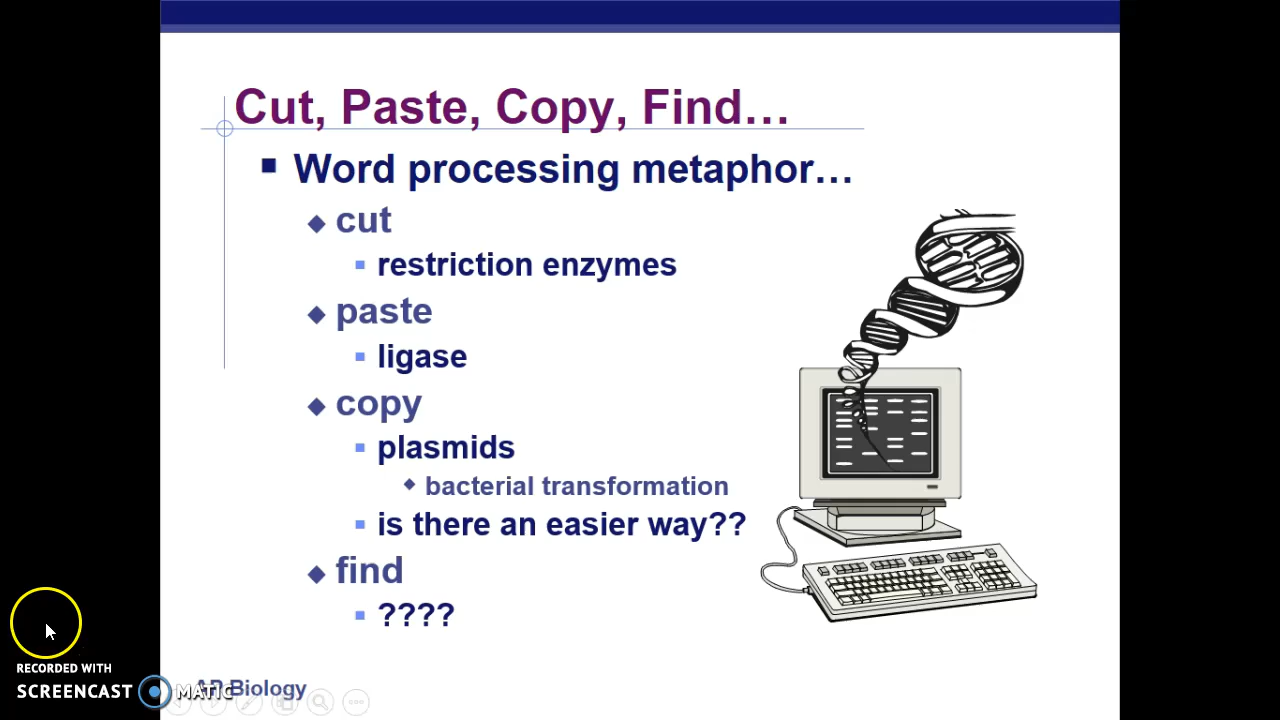 Cut, Paste, Copy, Find…
Word processing metaphor…
cut
restriction enzymes
paste
ligase
copy
plasmids
bacterial transformation
is there an easier way??
find
????
RECORDED WITH
SCREENCAST MATIC
AP Biology